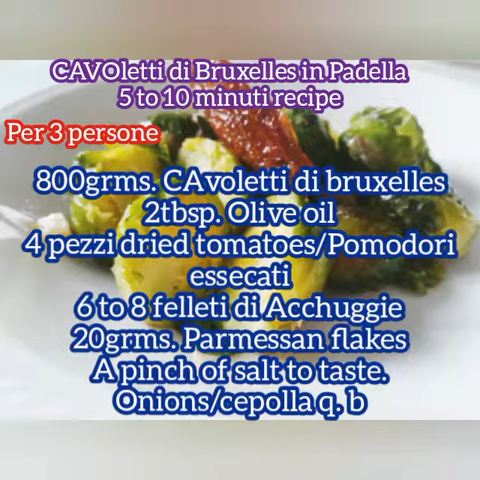 CAVOletti di Bruxelles in Padella
5 to 10 minuti recipe
Per 3 persone
800grms. CAvoletti di bruxelles
2tbsp. Olive oil
4 pezzi dried tomatoes/Pomodori
essecati
6 to 8 felleti di Acchuggie
20grms. Parmessan flakes
A pinch of salt to taste.
Onions/cepolla q. b